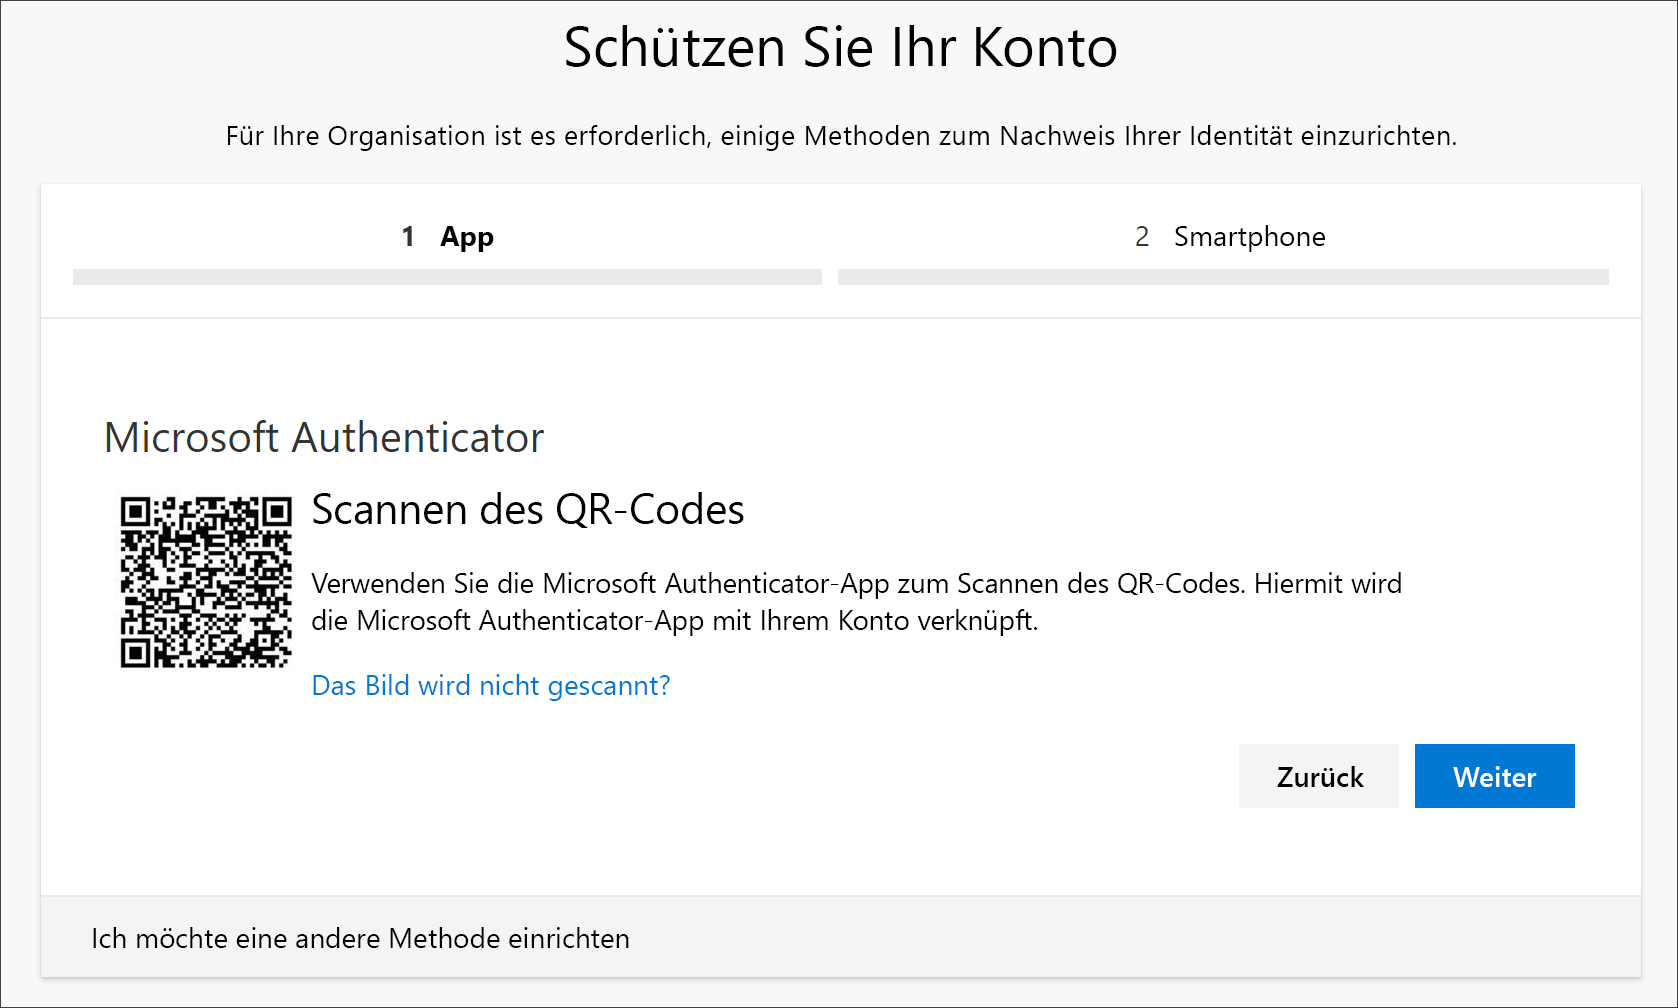 Schützen Sie Ihr Konto
Für Ihre Organisation ist es erforderlich, einige Methoden zum Nachweis Ihrer Identität einzurichten.
1 App
2 Smartphone
Microsoft Authenticator
Scannen des QR-Codes
Verwenden Sie die Microsoft Authenticator-App zum Scannen des QR-Codes. Hiermit wird
die Microsoft Authenticator-App mit Ihrem Konto verknüpft.
Das Bild wird nicht gescannt?
Zurück
Weiter
Ich möchte eine andere Methode einrichten